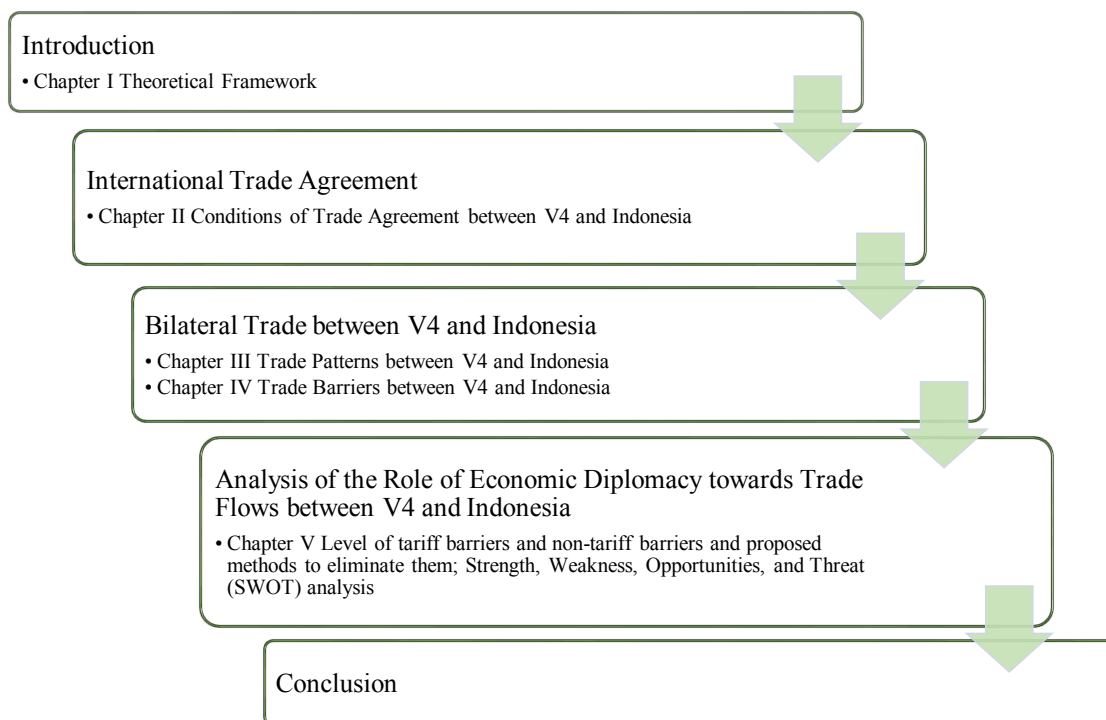 Introduction
• Chapter I Theoretical Framework
International Trade Agreement
• Chapter II Conditions of Trade Agreement between V4 and Indonesia
Bilateral Trade between V4 and Indonesia
• Chapter III Trade Patterns between V4 and Indonesia
• Chapter IV Trade Barriers between V4 and Indonesia
Analysis of the Role of Economic Diplomacy towards Trade
Flows between V4 and Indonesia
• Chapter V Level of tariff barriers and non-tariff barriers and proposed
methods to eliminate them; Strength, Weakness, Opportunities, and Threat
(SWOT) analysis
Conclusion